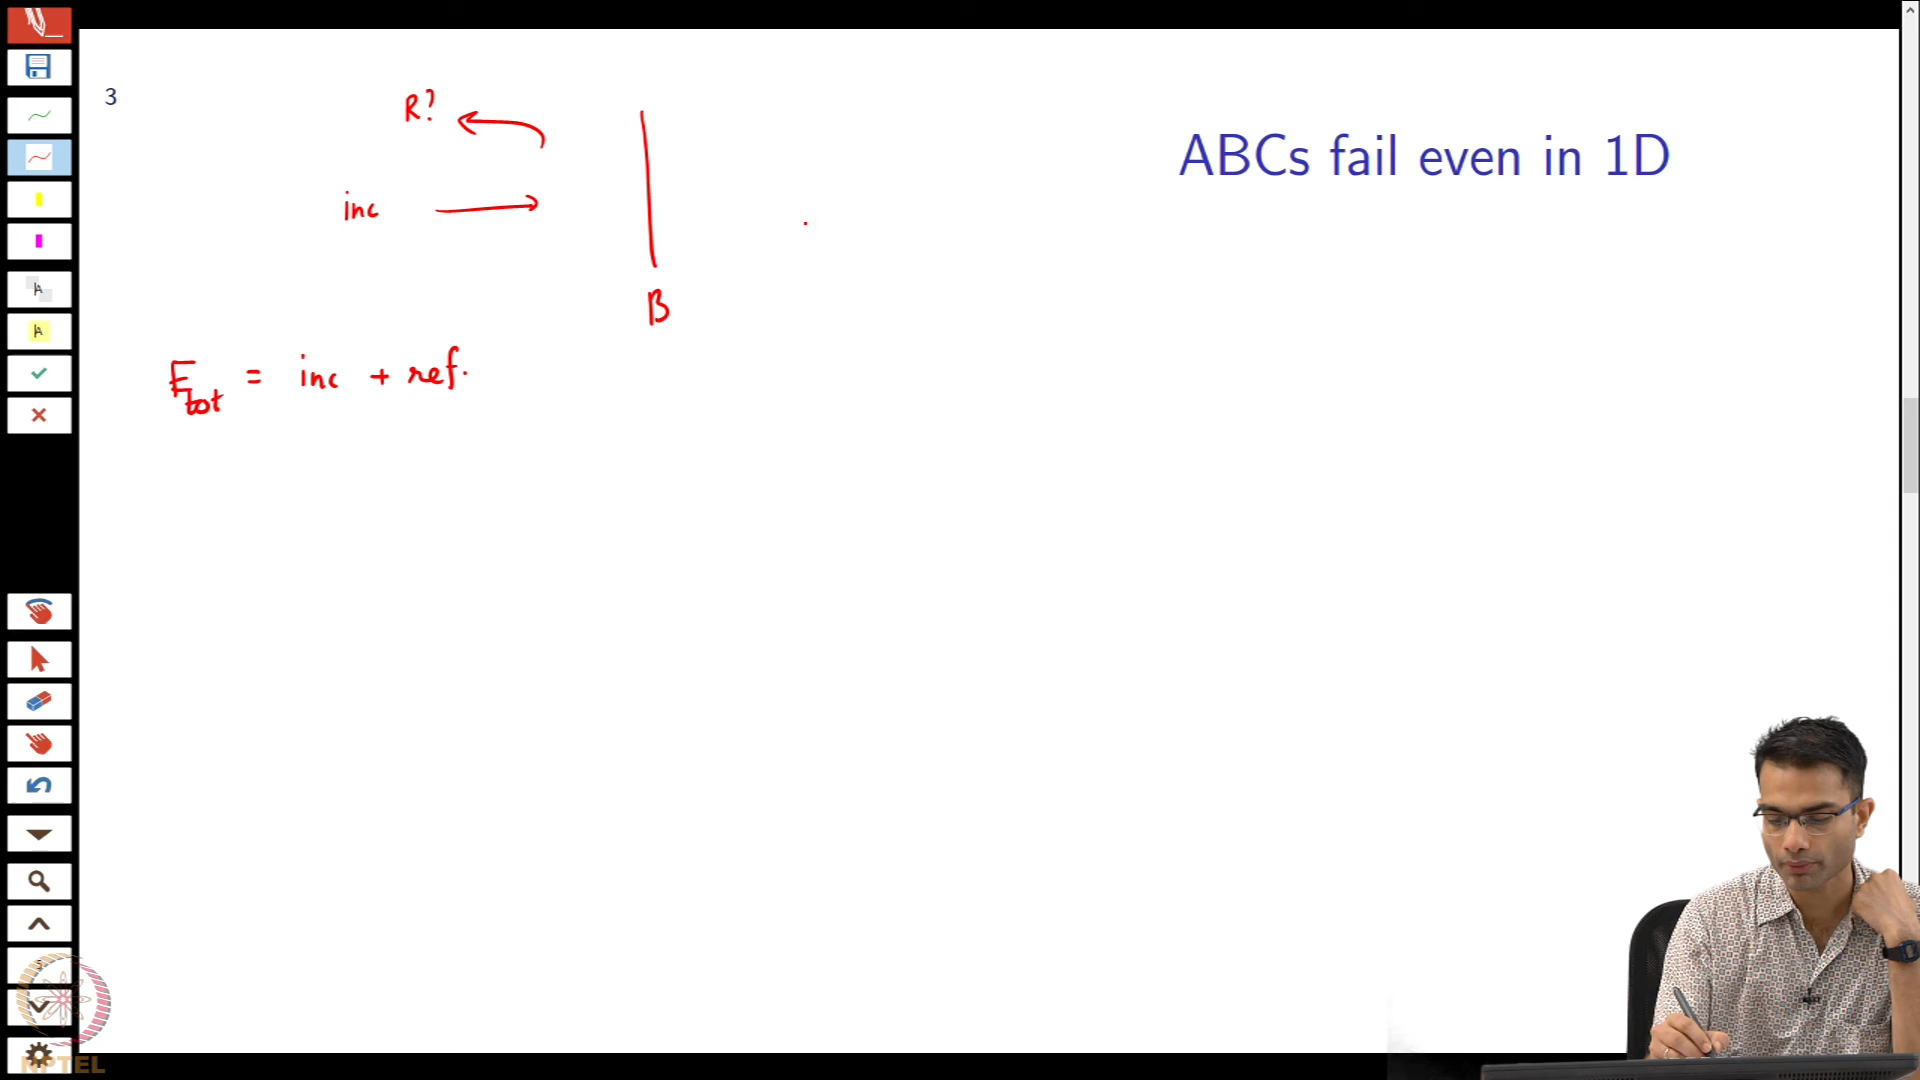 3
R?
ABCs fail even in 1D
inc
B
E_tot = inc + ref.
NPTEL